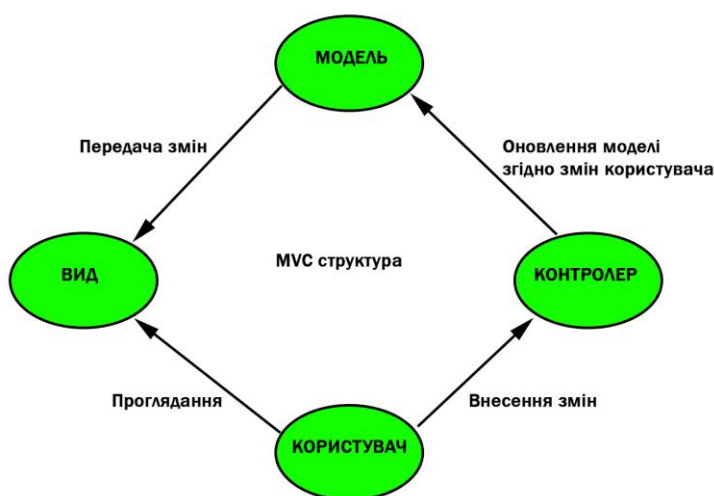 МОДЕЛЬ
Передача змін
Оновлення моделі
згідно змін користувача
ВИД
MVC структура
КОНТРОЛЕР
Проглядання
Внесення змін
КОРИСТУВАЧ